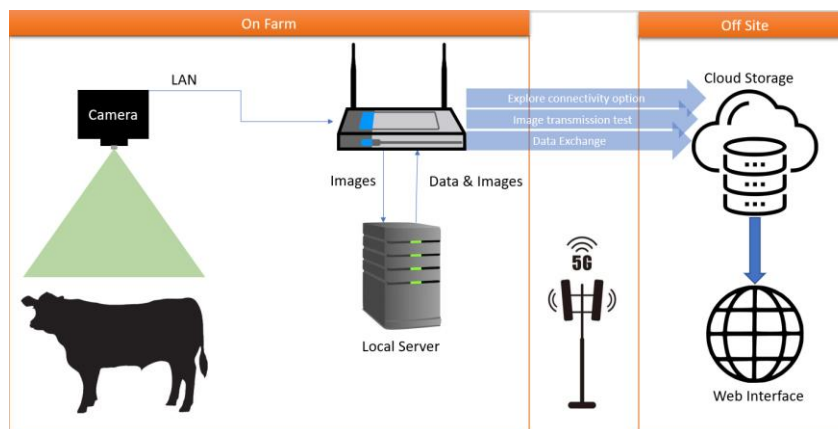 On Farm
Off Site
LAN
Camera
Cloud Storage
Explore connectivity option
Image transmission test
Data Exchange
Images
Data & Images
5G
Local Server
Web Interface